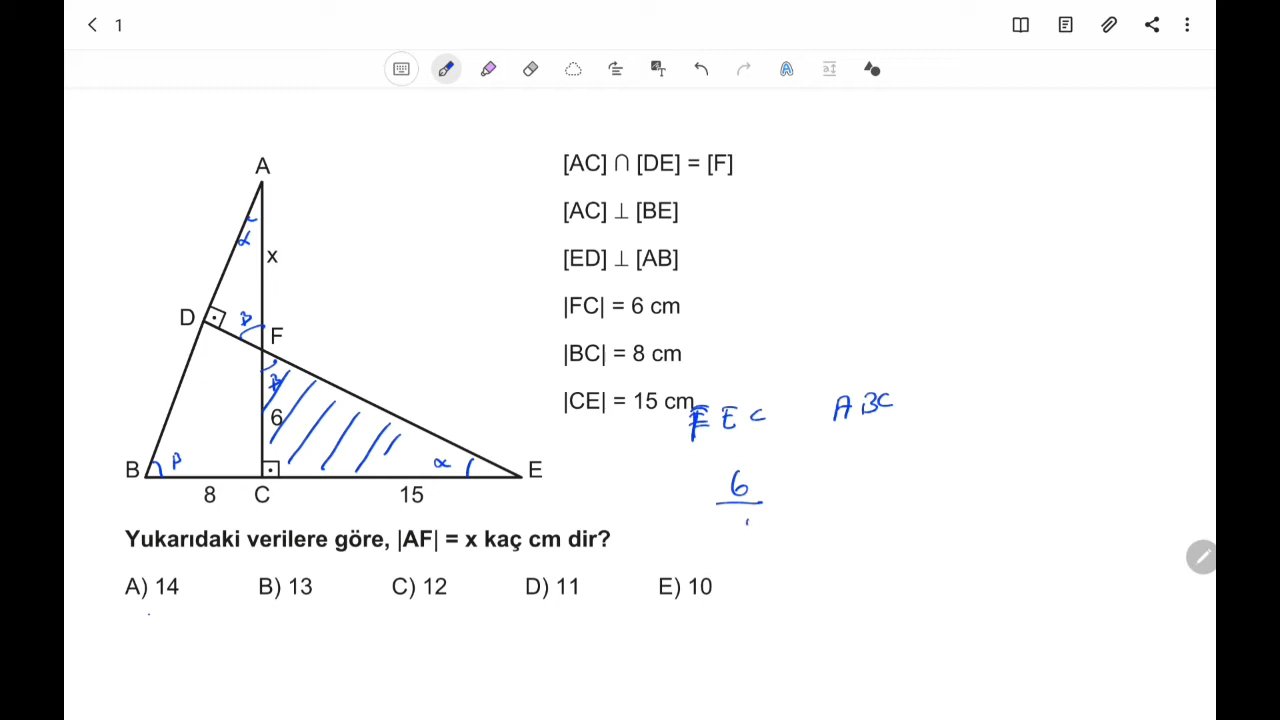 1
A
[AC] ∩ [DE] = [F]
[AC] ⊥ [BE]
α
x
[ED] ⊥ [AB]
D
β
F
|FC| = 6 cm
|BC| = 8 cm
β
6
|CE| = 15 cm
FEC ABC
B β α E
8 C 15
6
Yukarıdaki verilere göre, |AF| = x kaç cm dir?
A) 14 B) 13 C) 12 D) 11 E) 10